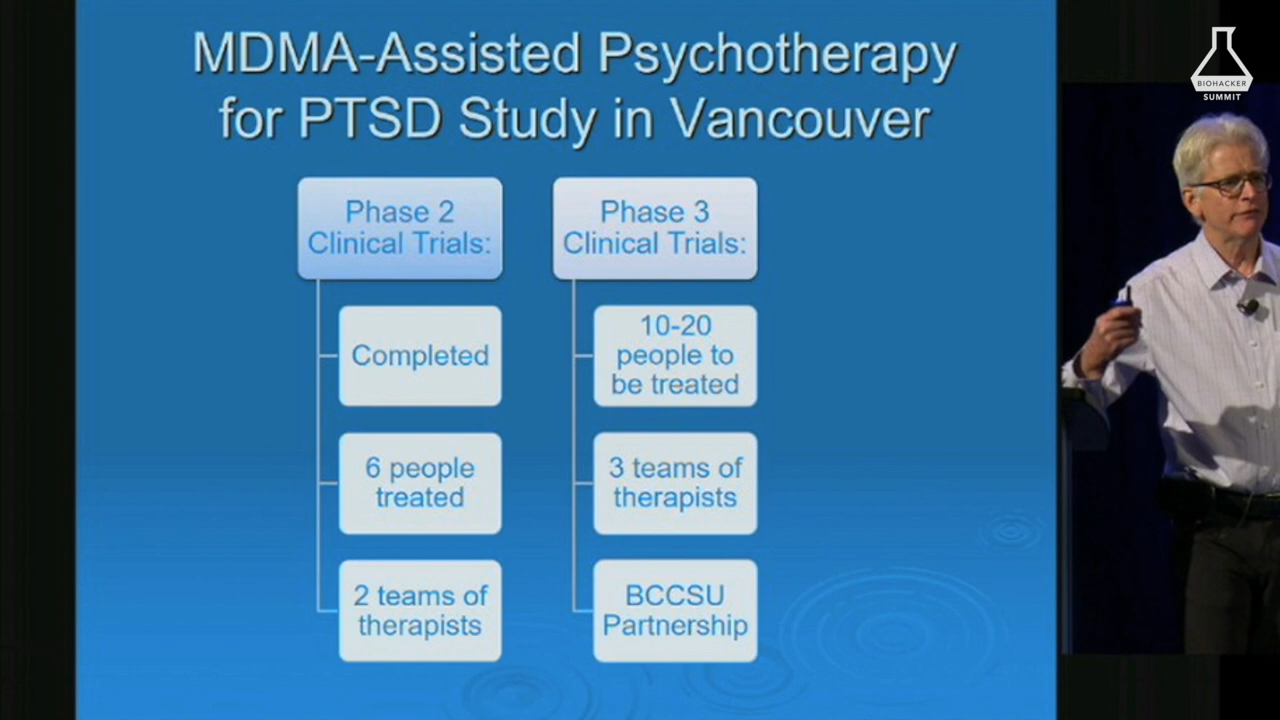 MDMA-Assisted Psychotherapy
for PTSD Study in Vancouver
Phase 2
Clinical Trials:
Completed
6 people
treated
2 teams of
therapists
Phase 3
Clinical Trials:
10-20
people to
be treated
3 teams of
therapists
BCCSU
Partnership
BIOHACKER
SUMMIT